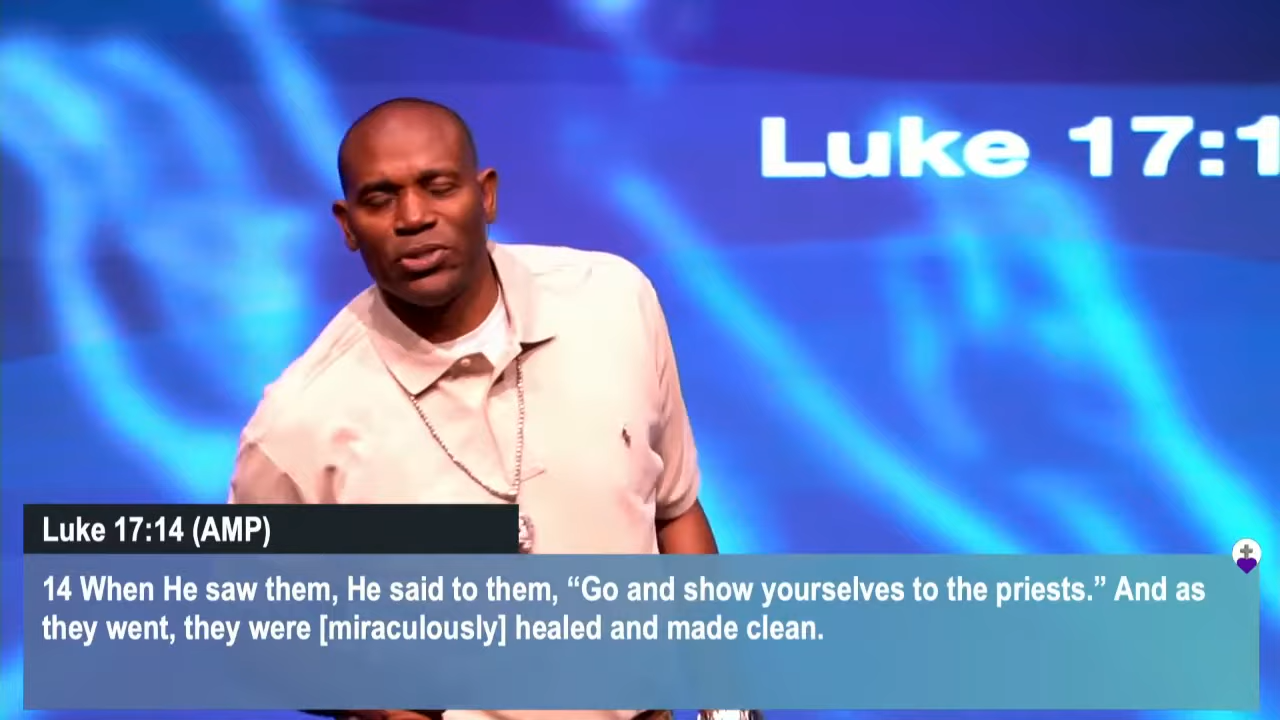 Luke 17:1
Luke 17:14 (AMP)
14 When He saw them, He said to them, “Go and show yourselves to the priests.” And as
they went, they were [miraculously] healed and made clean.